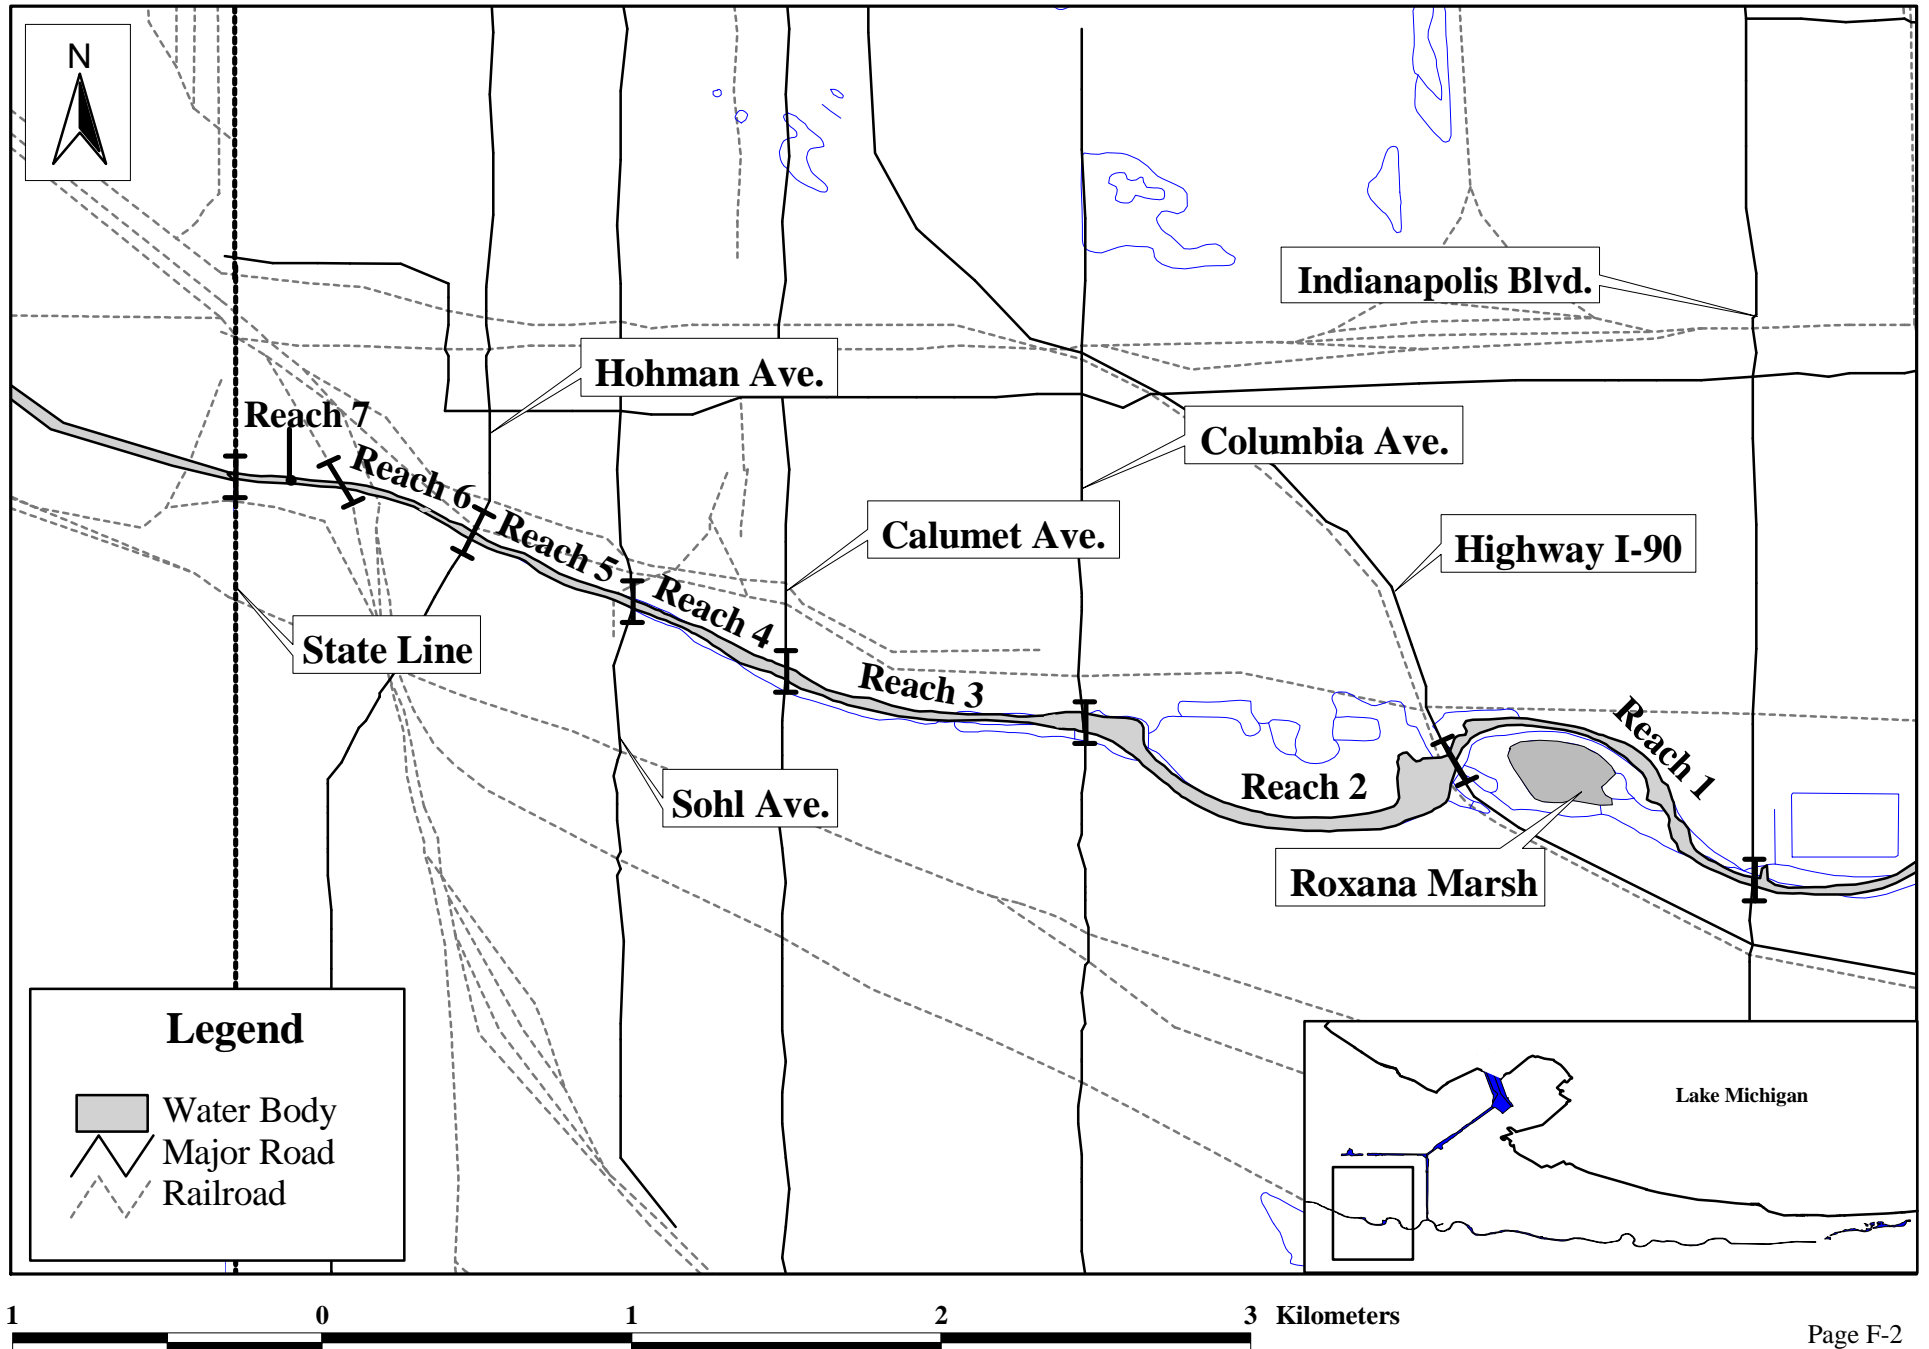 N
Indianapolis Blvd.
Hohman Ave.
Reach 7
Columbia Ave.
Reach 6
Calumet Ave.
Highway I-90
Reach 5
Reach 4
State Line
Reach 3
Reach 1
Reach 2
Sohl Ave.
Roxana Marsh
Legend
Water Body
Major Road
Railroad
Lake Michigan
1 0 1 2 3 Kilometers
Page F-2